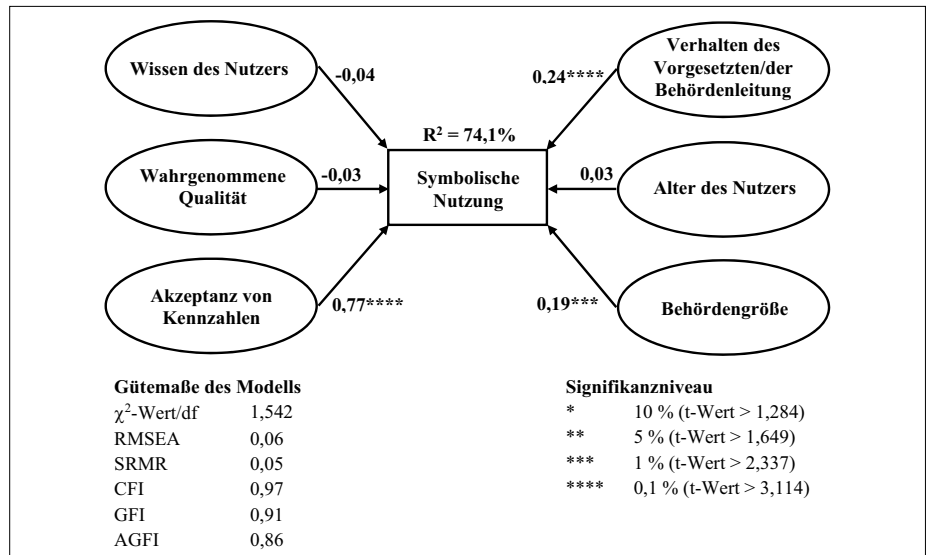 Wissen des Nutzers
-0,04
Wahrgenommene
Qualität
-0,03
Akzeptanz von
Kennzahlen
0,77****
R² = 74,1%
Symbolische
Nutzung
Verhalten des
Vorgesetzten/der
Behördenleitung
0,24****
Alter des Nutzers
0,03
Behördengröße
0,19***
Gütemaße des Modells
χ²-Wert/df 1,542
RMSEA 0,06
SRMR 0,05
CFI 0,97
GFI 0,91
AGFI 0,86
Signifikanzniveau
* 10 % (t-Wert > 1,284)
** 5 % (t-Wert > 1,649)
*** 1 % (t-Wert > 2,337)
**** 0,1 % (t-Wert > 3,114)